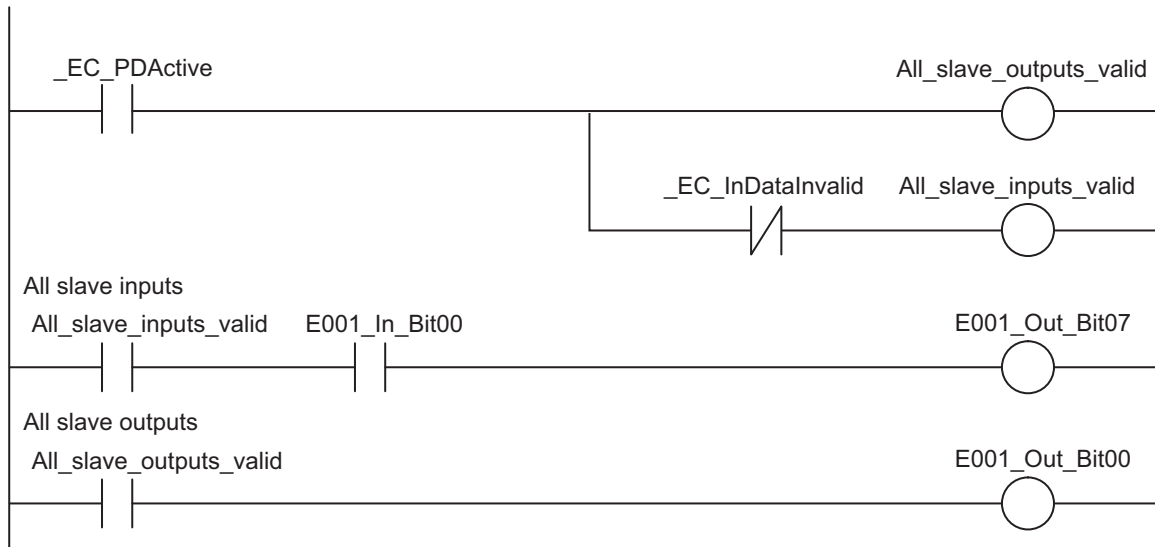 _EC_PDActive
All_slave_outputs_valid
_EC_InDataInvalid
All_slave_inputs_valid
All slave inputs
All_slave_inputs_valid
E001_In_Bit00
E001_Out_Bit07
All slave outputs
All_slave_outputs_valid
E001_Out_Bit00